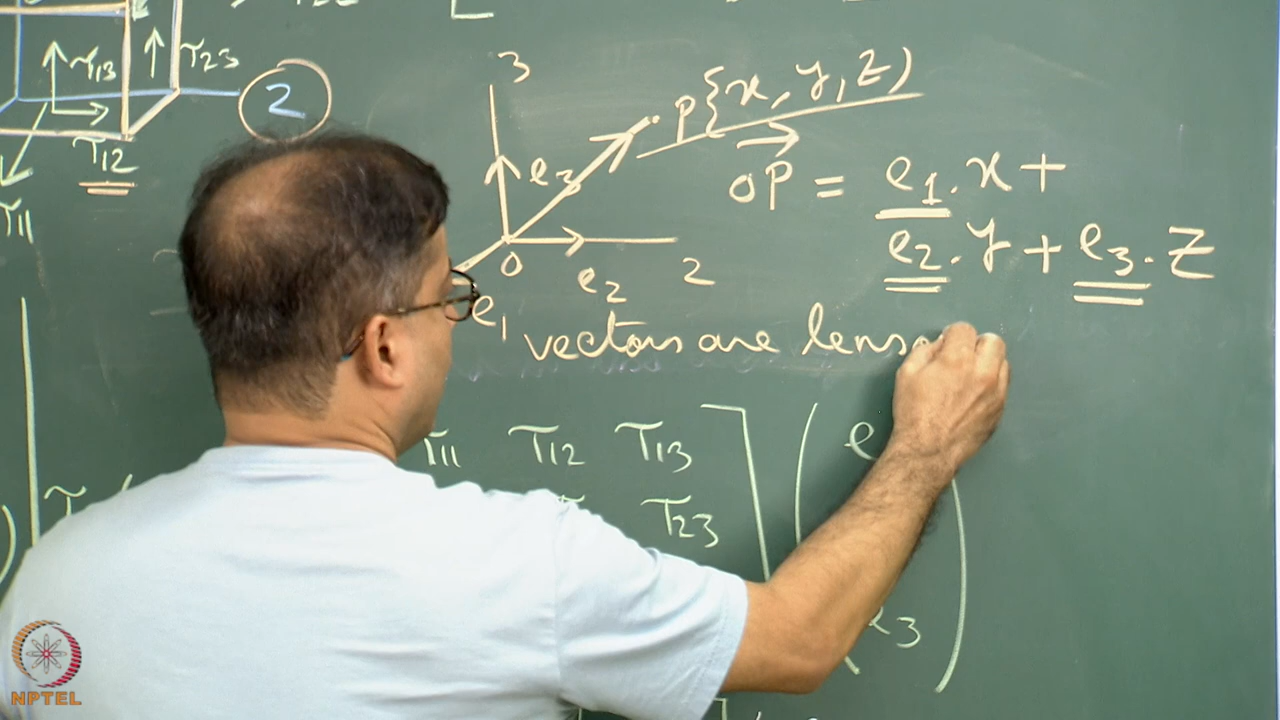 3
P{x, y, z)
τ13
τ23
2
τ12
τ11
e3
OP = e1.x +
e2.y + e3.z
O
e2
2
e1
vectors are tens
τ11 τ12 τ13
τ23
e3
NPTEL